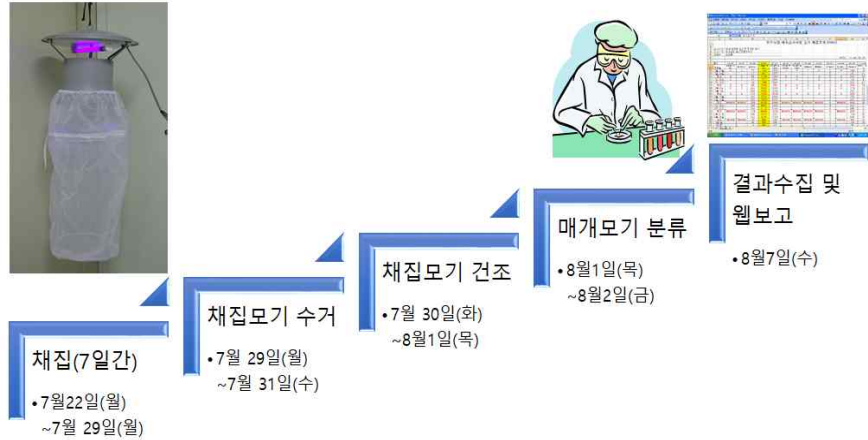 채집(7일간)
•7월22일(월)
~7월 29일(월)
채집모기 수거
•7월 29일(월)
~7월 31일(수)
채집모기 건조
•7월 30일(화)
~8월1일(목)
매개모기 분류
•8월1일(목)
~8월2일(금)
결과수집 및
웹보고
•8월7일(수)